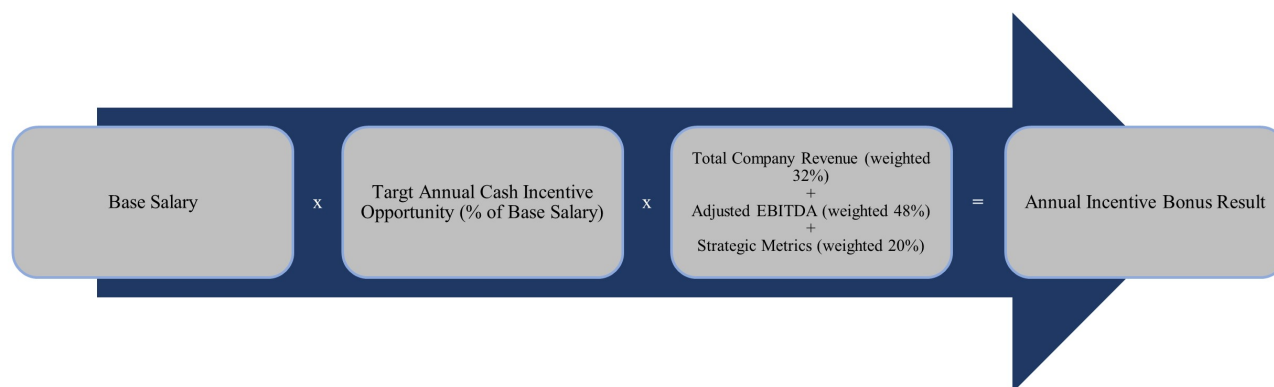 Base Salary
x
Targt Annual Cash Incentive
Opportunity (% of Base Salary)
x
Total Company Revenue (weighted
32%)
+
Adjusted EBITDA (weighted 48%)
+
Strategic Metrics (weighted 20%)
=
Annual Incentive Bonus Result